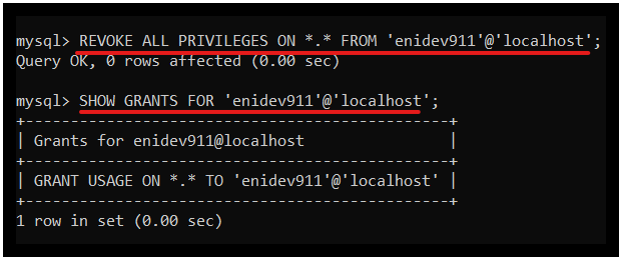 mysql> REVOKE ALL PRIVILEGES ON *.* FROM 'enidev911'@'localhost';
Query OK, 0 rows affected (0.00 sec)
mysql> SHOW GRANTS FOR 'enidev911'@'localhost';
+-----------------------------------------------+
| Grants for enidev911@localhost                |
+-----------------------------------------------+
| GRANT USAGE ON *.* TO 'enidev911'@'localhost' |
+-----------------------------------------------+
1 row in set (0.00 sec)